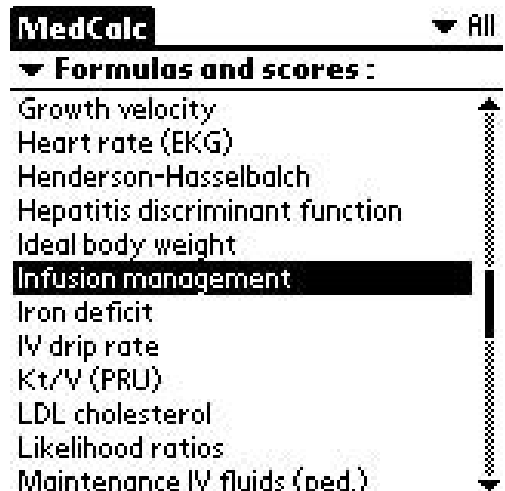 MedCalc
All
Formulas and scores :
Growth velocity
Heart rate (EKG)
Henderson-Hasselbalch
Hepatitis discriminant function
Ideal body weight
Infusion management
Iron deficit
IV drip rate
Kt/V (PRU)
LDL cholesterol
Likelihood ratios
Maintenance IV fluids (ped.)